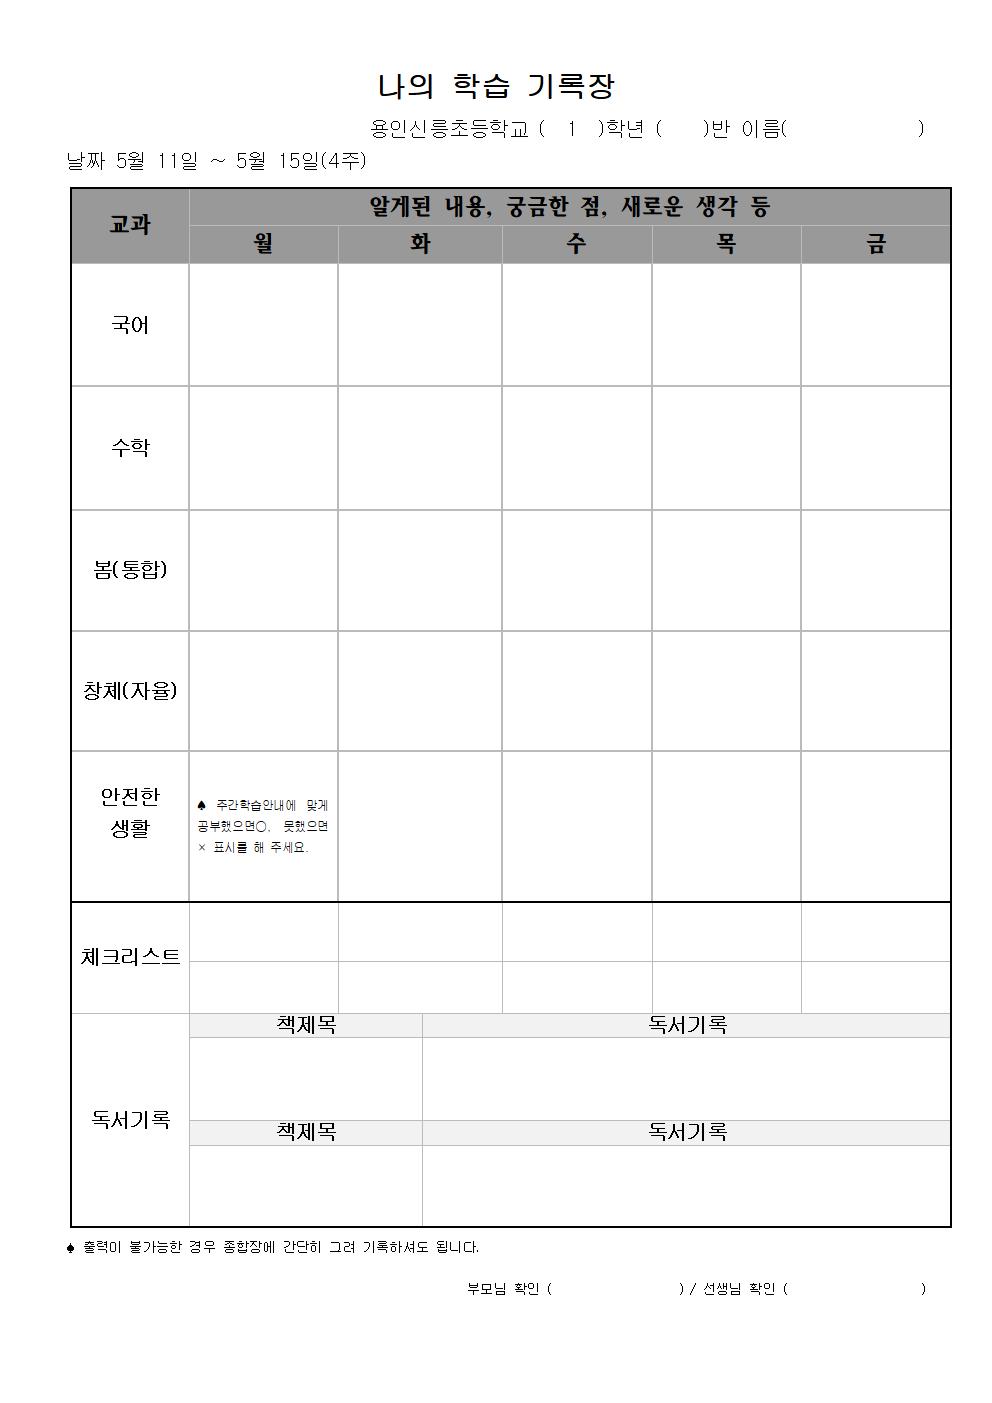 나의 학습 기록장
용인신릉초등학교 ( 1 )학년 ( )반 이름( )
날짜 5월 11일 ~ 5월 15일(4주)
교과
알게된 내용, 궁금한 점, 새로운 생각 등
월 화 수 목 금
국어
수학
봄(통합)
창체(자율)
안전한
생활
♠ 주간학습안내에 맞게
공부했으면○, 못했으면
× 표시를 해 주세요.
체크리스트
독서기록
책제목 독서기록
책제목 독서기록
♠ 출력이 불가능한 경우 종합장에 간단히 그려 기록하셔도 됩니다.
부모님 확인 ( ) / 선생님 확인 ( )